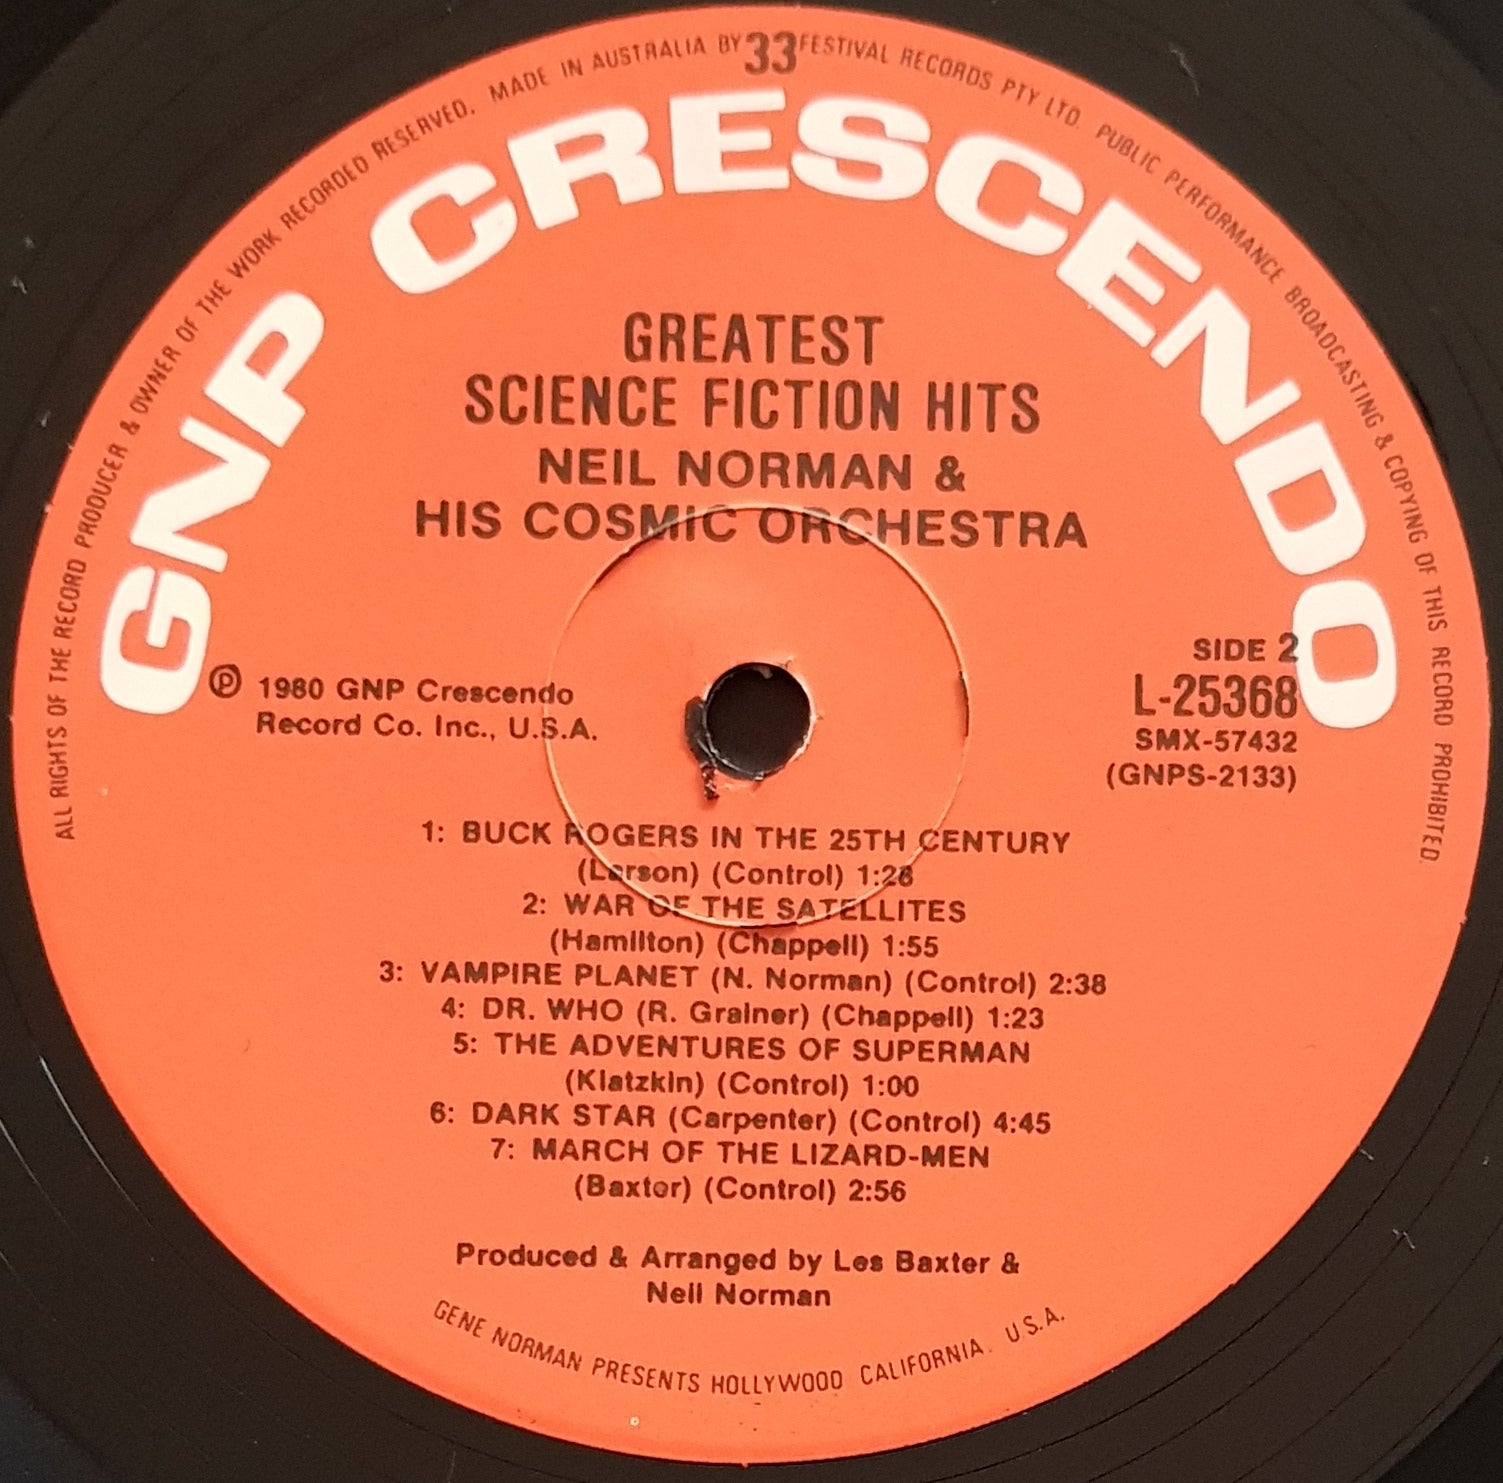 ALL RIGHTS OF THE RECORD PRODUCER & OWNER OF THE WORK RECORDED RESERVED. MADE IN AUSTRALIA BY 33 FESTIVAL RECORDS PTY LTD. PUBLIC PERFORMANCE BROADCASTING & COPYING OF THIS RECORD PROHIBITED.
GNP CRESCENDO
GREATEST
SCIENCE FICTION HITS
NEIL NORMAN &
HIS COSMIC ORCHESTRA
℗ 1980 GNP Crescendo
Record Co. Inc., U.S.A.
SIDE 2
L-25368
SMX-57432
(GNPS-2133)
1: BUCK ROGERS IN THE 25TH CENTURY
(Larson) (Control) 1:28
2: WAR OF THE SATELLITES
(Hamilton) (Chappell) 1:55
3: VAMPIRE PLANET (N. Norman) (Control) 2:38
4: DR. WHO (R. Grainer) (Chappell) 1:23
5: THE ADVENTURES OF SUPERMAN
(Klatzkin) (Control) 1:00
6: DARK STAR (Carpenter) (Control) 4:45
7: MARCH OF THE LIZARD-MEN
(Baxter) (Control) 2:56
Produced & Arranged by Les Baxter &
Neil Norman
GENE NORMAN PRESENTS HOLLYWOOD CALIFORNIA. U.S.A.